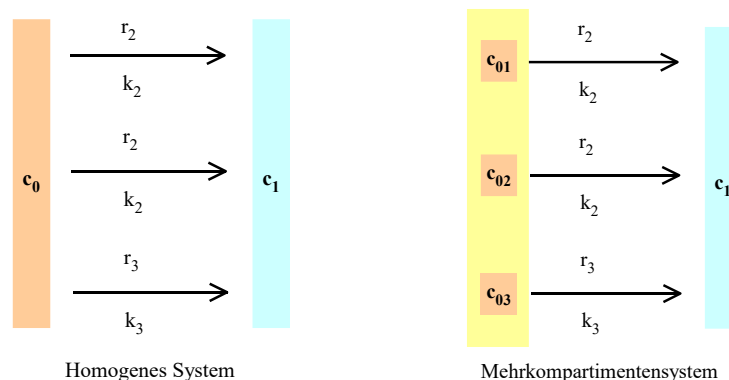 r2
k2
r2
k2
r3
k3
c0
c1
Homogenes System
r2
k2
r2
k2
r3
k3
c01
c02
c03
c1
Mehrkompartimentensystem